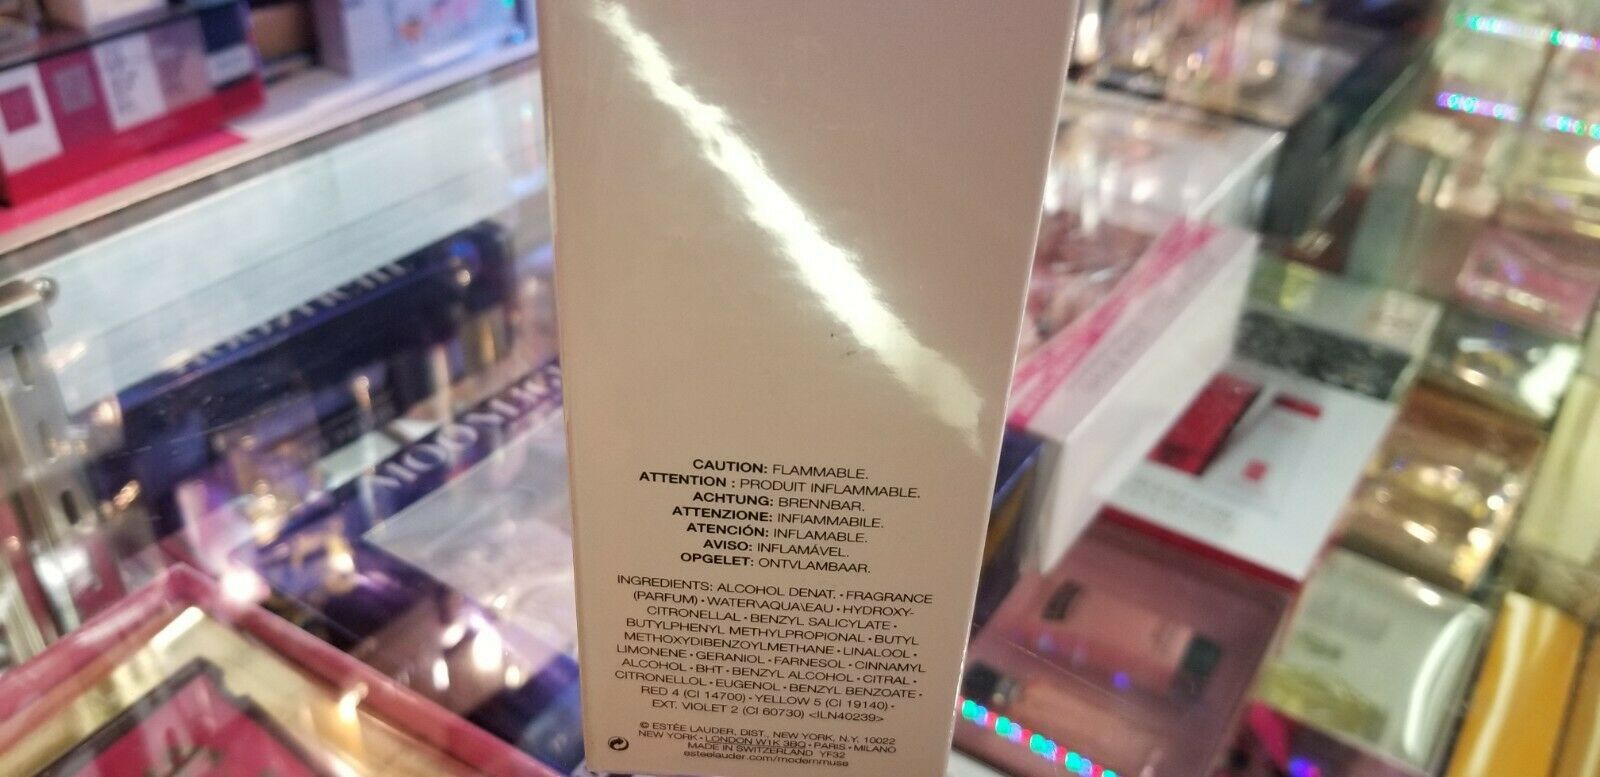 CAUTION: FLAMMABLE.
ATTENTION : PRODUIT INFLAMMABLE.
ACHTUNG: BRENNBAR.
ATTENZIONE: INFIAMMABILE.
ATENCIÓN: INFLAMABLE.
AVISO: INFLAMÁVEL.
OPGELET: ONTVLAMBAAR.
INGREDIENTS: ALCOHOL DENAT. • FRAGRANCE
(PARFUM) • WATER\AQUA\EAU • HYDROXY-
CITRONELLAL • BENZYL SALICYLATE •
BUTYLPHENYL METHYLPROPIONAL • BUTYL
METHOXYDIBENZOYLMETHANE • LINALOOL •
LIMONENE • GERANIOL • FARNESOL • CINNAMYL
ALCOHOL • BHT • BENZYL ALCOHOL • CITRAL •
CITRONELLOL • EUGENOL • BENZYL BENZOATE •
RED 4 (CI 14700) • YELLOW 5 (CI 19140) •
EXT. VIOLET 2 (CI 60730) <ILN40239>
© ESTÉE LAUDER, DIST., NEW YORK, N.Y. 10022
NEW YORK • LONDON W1K 3BQ • PARIS • MILANO
MADE IN SWITZERLAND YF32
esteelauder.com/modernmuse